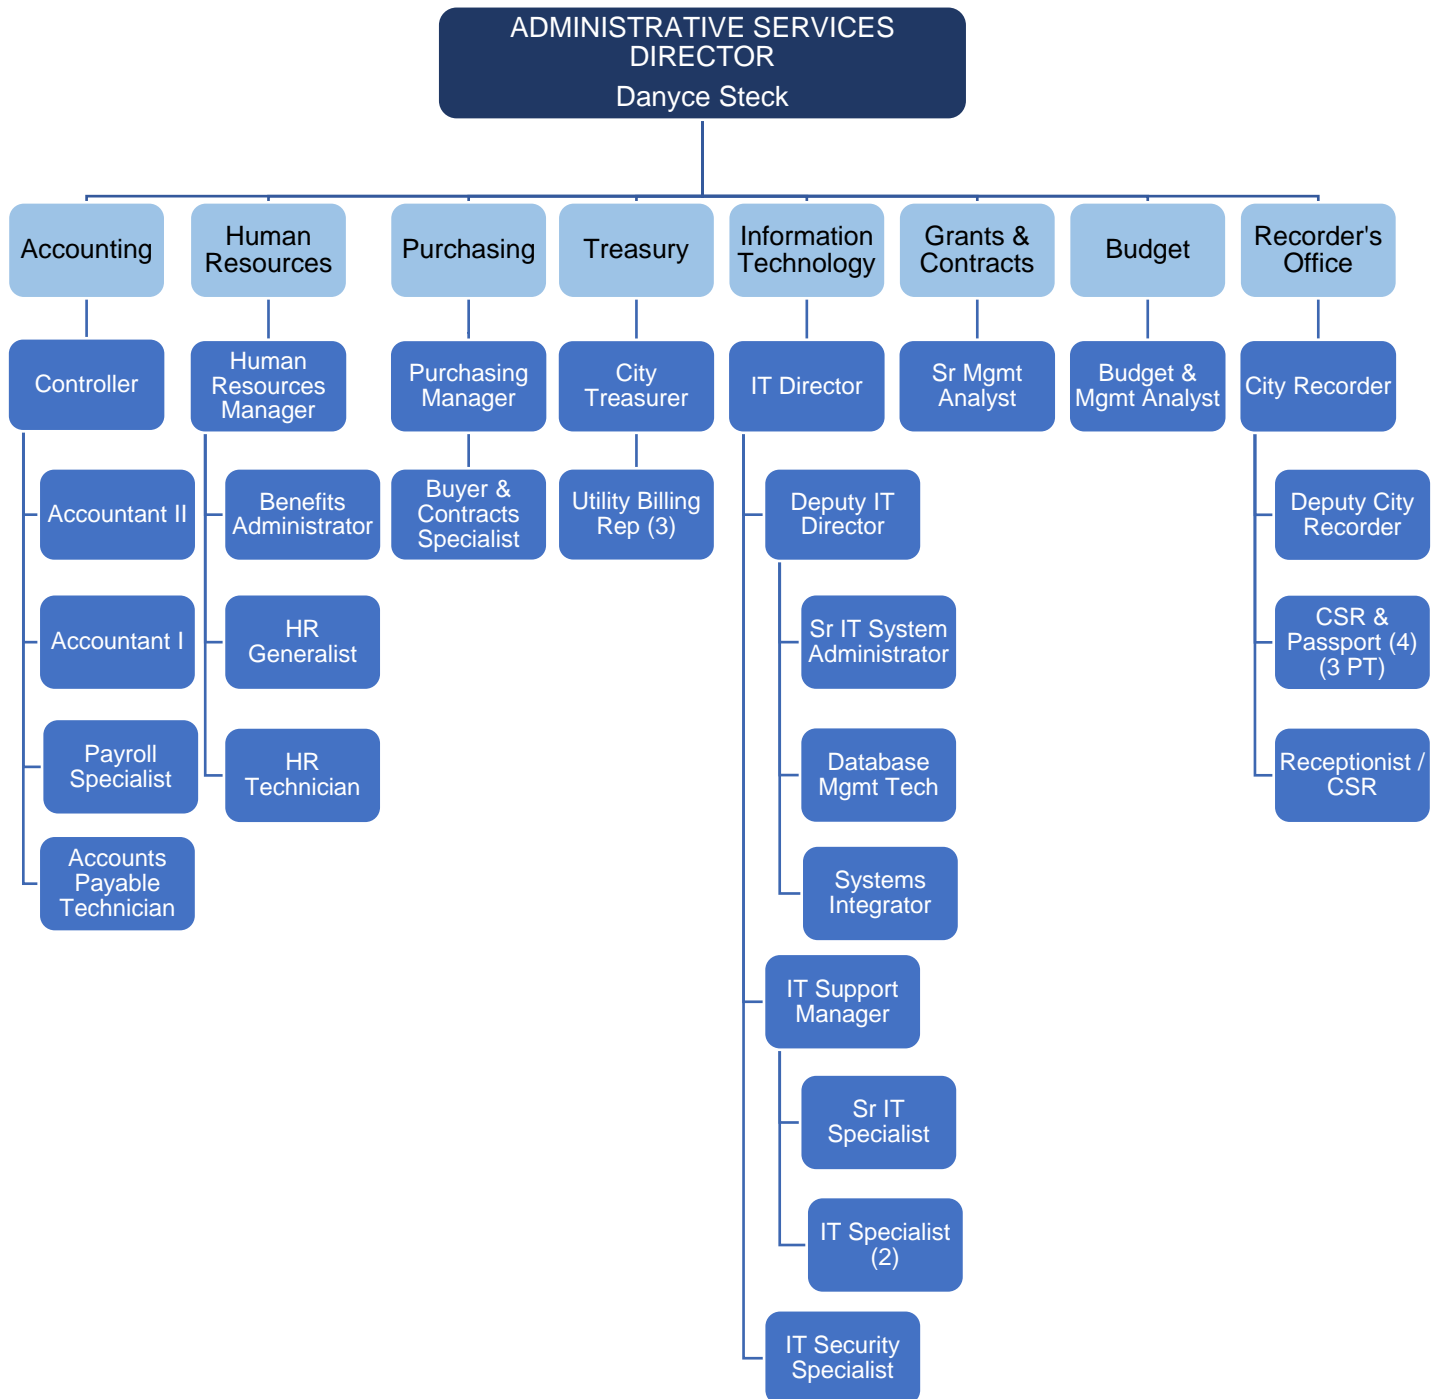 ADMINISTRATIVE SERVICES
DIRECTOR
Danyce Steck
Accounting
Human
Resources
Purchasing
Treasury
Information
Technology
Grants &
Contracts
Budget
Recorder's
Office
Controller
Human
Resources
Manager
Purchasing
Manager
City
Treasurer
IT Director
Sr Mgmt
Analyst
Budget &
Mgmt Analyst
City Recorder
Accountant II
Benefits
Administrator
Buyer &
Contracts
Specialist
Utility Billing
Rep (3)
Deputy IT
Director
Deputy City
Recorder
Accountant I
HR
Generalist
Sr IT System
Administrator
CSR &
Passport (4)
(3 PT)
Payroll
Specialist
HR
Technician
Database
Mgmt Tech
Receptionist /
CSR
Accounts
Payable
Technician
Systems
Integrator
IT Support
Manager
Sr IT
Specialist
IT Specialist
(2)
IT Security
Specialist